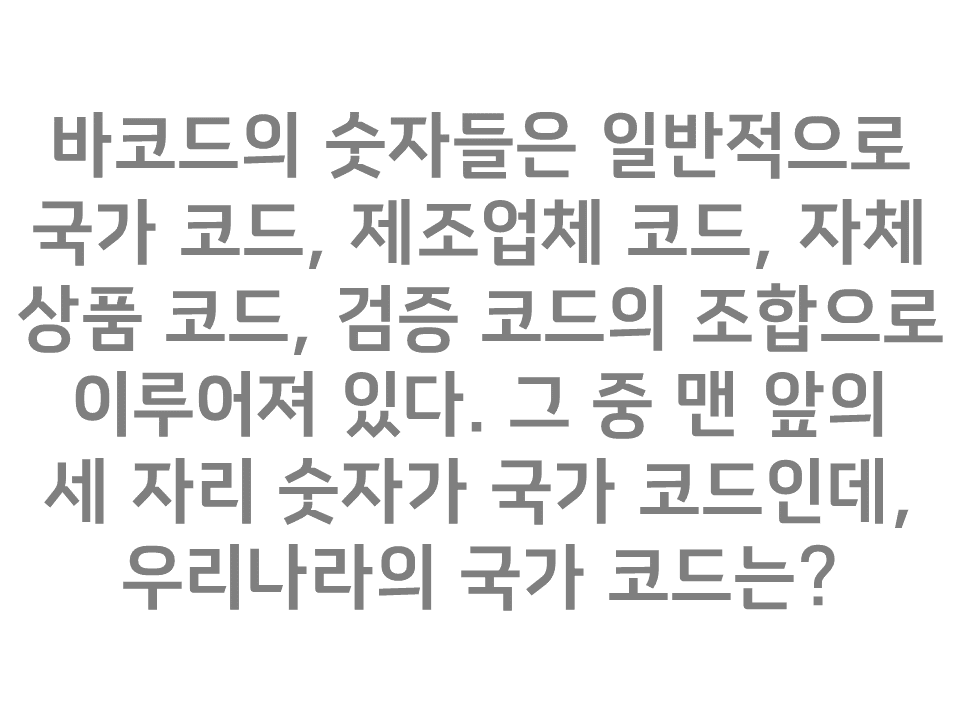 바코드의 숫자들은 일반적으로
국가 코드, 제조업체 코드, 자체
상품 코드, 검증 코드의 조합으로
이루어져 있다. 그 중 맨 앞의
세 자리 숫자가 국가 코드인데,
우리나라의 국가 코드는?